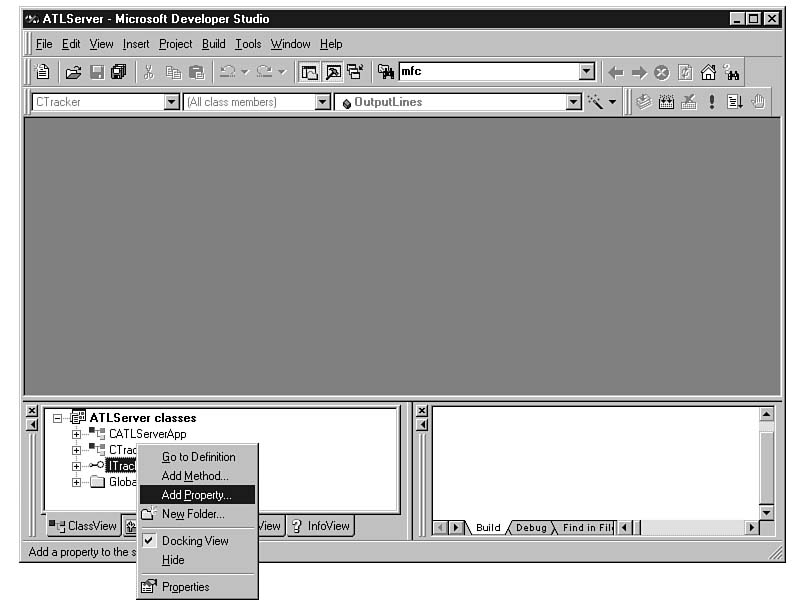 ATLServer - Microsoft Developer Studio
File Edit View Insert Project Build Tools Window Help
mfc
CTracker (All class members) OutputLines
ATLServer classes
CATLServerApp
CTrac
ITrac
Globa
Go to Definition
Add Method...
Add Property...
New Folder...
Docking View
Hide
Properties
ClassView View InfoView
Build Debug Find in Fil
Add a property to the s